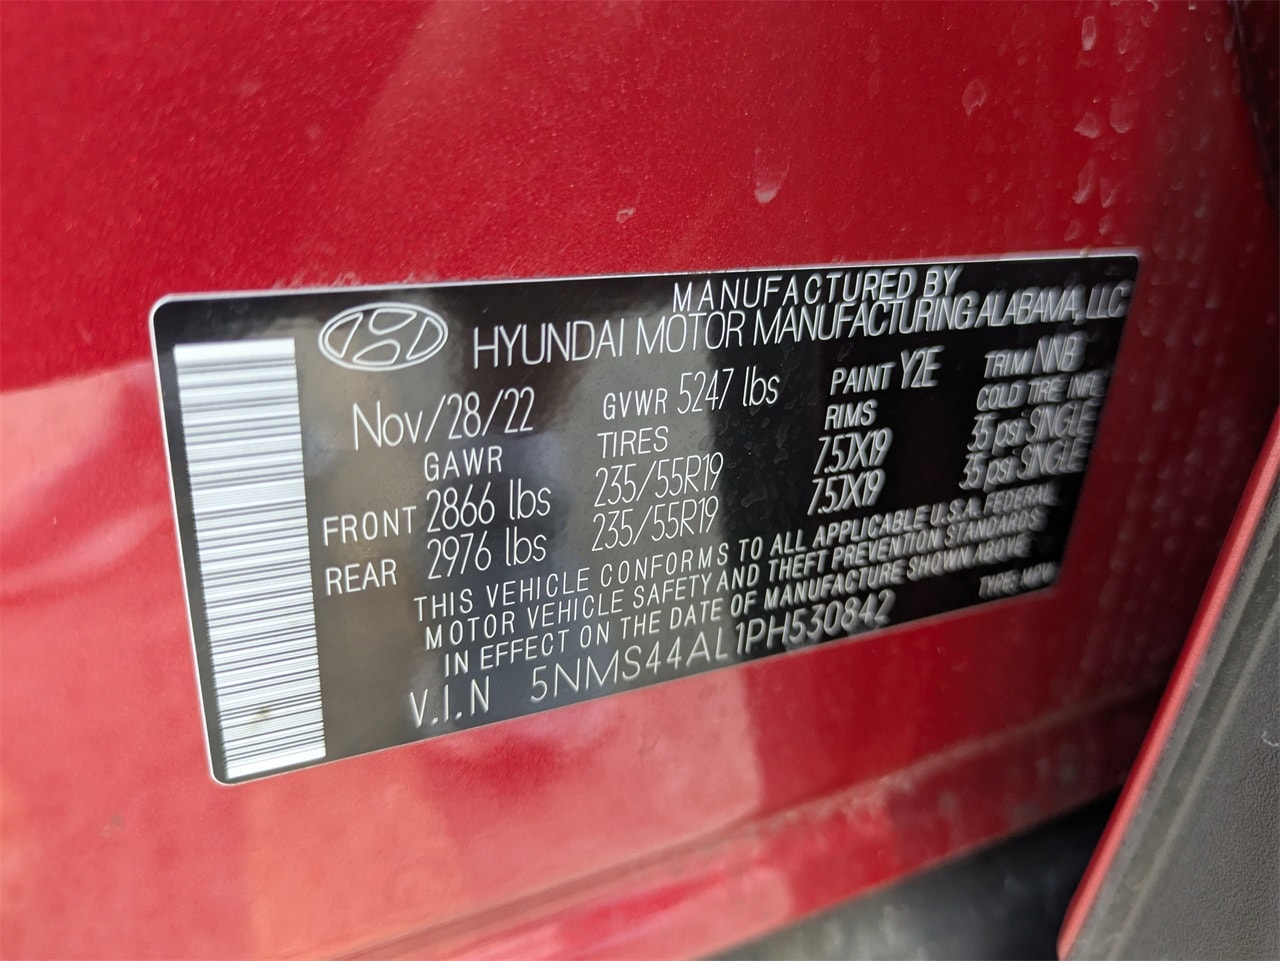 MANUFACTURED BY
HYUNDAI MOTOR MANUFACTURING ALABAMA, LLC
Nov/28/22 GVWR 5247 lbs PAINT Y2E TRIM NNB
GAWR TIRES RIMS COLD TIRE INF.
FRONT 2866 lbs 235/55R19 7.5JX19 35 psi SINGLE
REAR 2976 lbs 235/55R19 7.5JX19 35 psi SINGLE
THIS VEHICLE CONFORMS TO ALL APPLICABLE U.S.A. FEDERAL
MOTOR VEHICLE SAFETY AND THEFT PREVENTION STANDARDS
IN EFFECT ON THE DATE OF MANUFACTURE SHOWN ABOVE
V.I.N 5NMS44AL1PH530842 TYPE: MPV